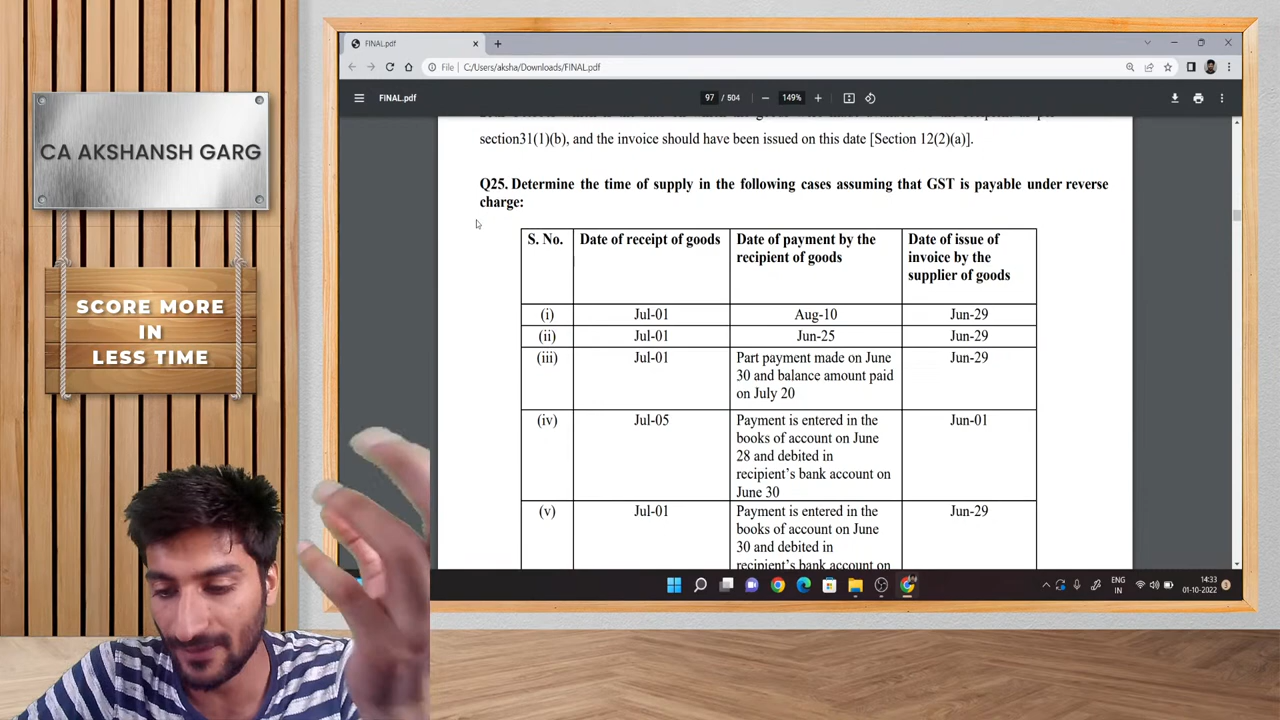 CA AKSHANSH GARG
SCORE MORE
IN
LESS TIME
FINAL.pdf
File
C:/Users/aksha/Downloads/FINAL.pdf
FINAL.pdf
97 / 504
149%
section31(1)(b), and the invoice should have been issued on this date [Section 12(2)(a)].
Q25. Determine the time of supply in the following cases assuming that GST is payable under reverse
charge:
S. No.
Date of receipt of goods
Date of payment by the
recipient of goods
Date of issue of
invoice by the
supplier of goods
(i)
Jul-01
Aug-10
Jun-29
(ii)
Jul-01
Jun-25
Jun-29
(iii)
Jul-01
Part payment made on June
30 and balance amount paid
on July 20
Jun-29
(iv)
Jul-05
Payment is entered in the
books of account on June
28 and debited in
recipient's bank account on
June 30
Jun-01
(v)
Jul-01
Payment is entered in the
books of account on June
30 and debited in
recipient's bank account on
Jun-29
ENG
IN
14:33
01-10-2022